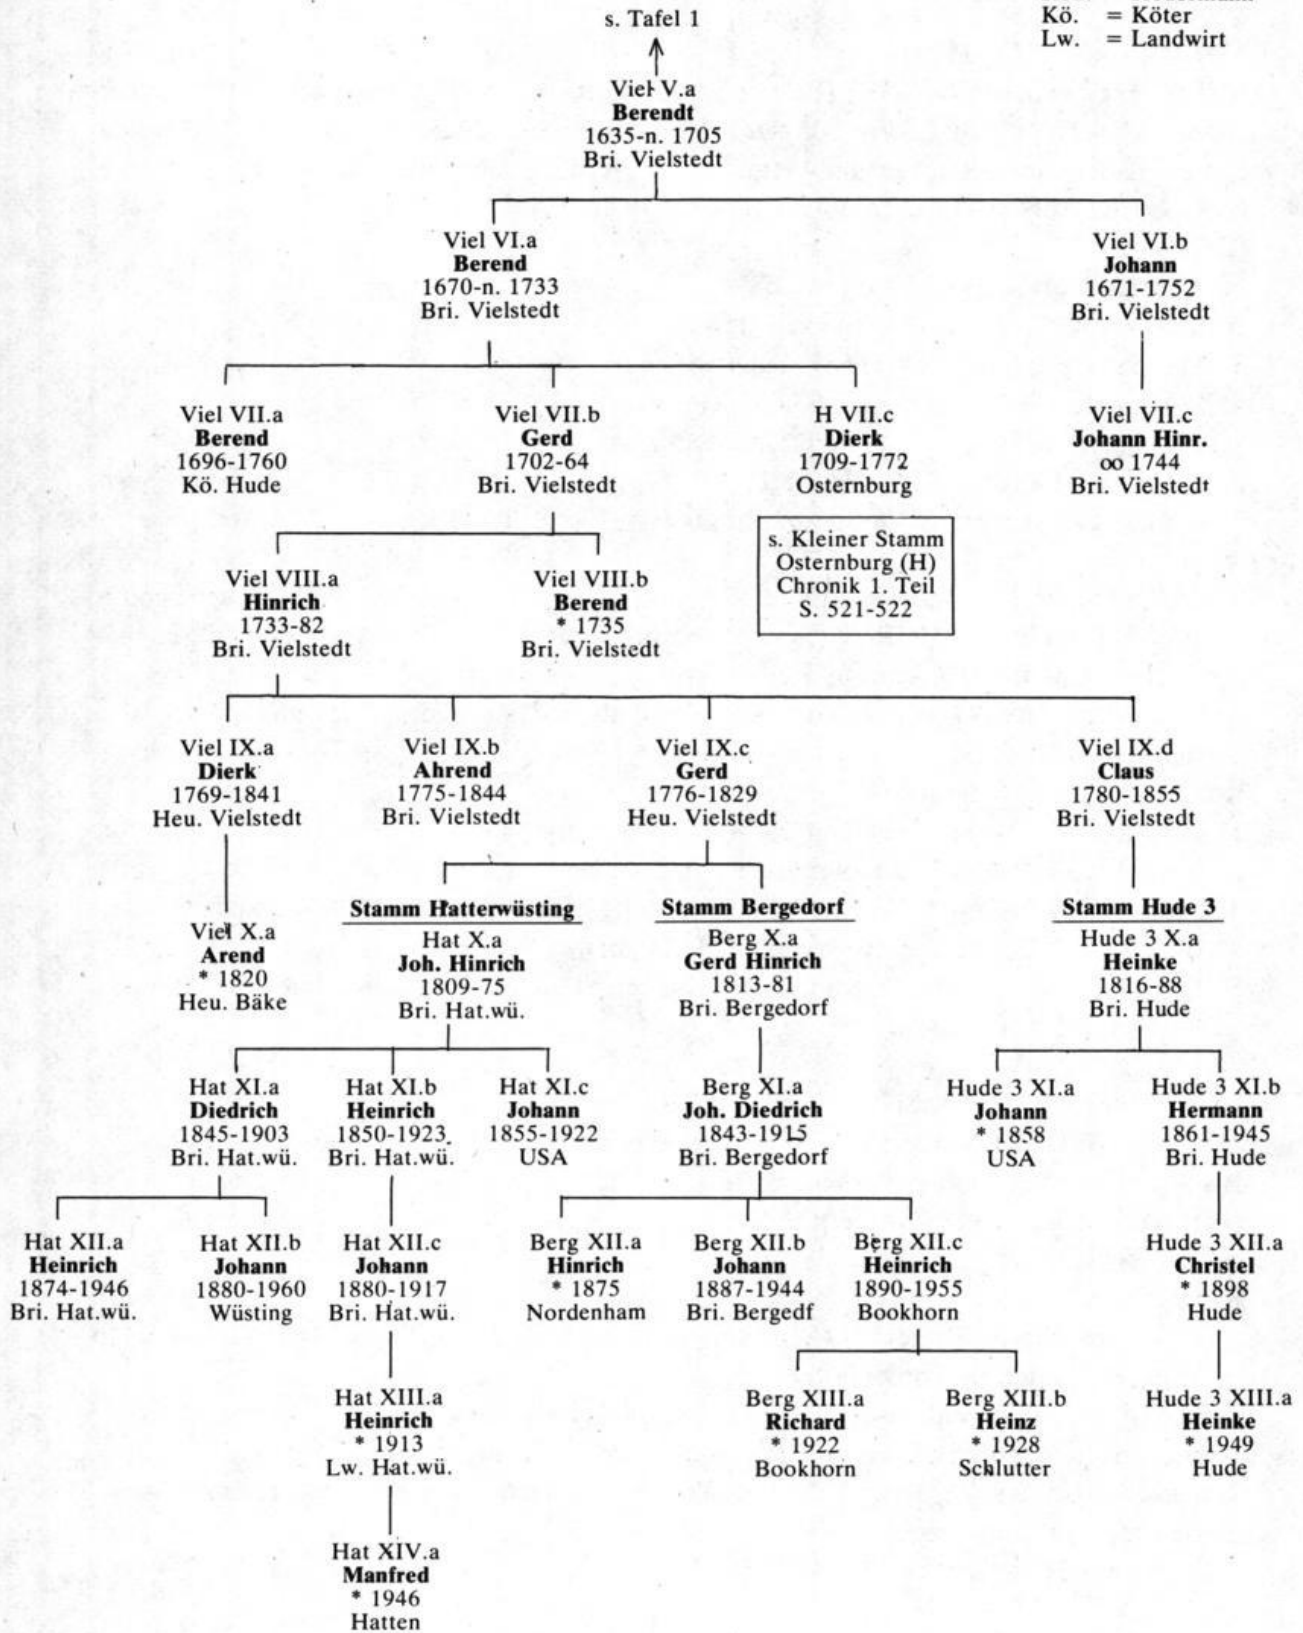 s. Tafel 1
Kö. = Köter
Lw. = Landwirt
Viel V.a
Berendt
1635-n. 1705
Bri. Vielstedt
Viel VI.a
Berend
1670-n. 1733
Bri. Vielstedt
Viel VI.b
Johann
1671-1752
Bri. Vielstedt
Viel VII.a
Berend
1696-1760
Kö. Hude
Viel VII.b
Gerd
1702-64
Bri. Vielstedt
H VII.c
Dierk
1709-1772
Osternburg
Viel VII.c
Johann Hinr.
oo 1744
Bri. Vielstedt
s. Kleiner Stamm
Osternburg (H)
Chronik 1. Teil
S. 521-522
Viel VIII.a
Hinrich
1733-82
Bri. Vielstedt
Viel VIII.b
Berend
* 1735
Bri. Vielstedt
Viel IX.a
Dierk
1769-1841
Heu. Vielstedt
Viel IX.b
Ahrend
1775-1844
Bri. Vielstedt
Viel IX.c
Gerd
1776-1829
Heu. Vielstedt
Viel IX.d
Claus
1780-1855
Bri. Vielstedt
Viel X.a
Arend
* 1820
Heu. Bäke
Stamm Hatterwüsting
Hat X.a
Joh. Hinrich
1809-75
Bri. Hat.wü.
Stamm Bergedorf
Berg X.a
Gerd Hinrich
1813-81
Bri. Bergedorf
Stamm Hude 3
Hude 3 X.a
Heinke
1816-88
Bri. Hude
Hat XI.a
Diedrich
1845-1903
Bri. Hat.wü.
Hat XI.b
Heinrich
1850-1923
Bri. Hat.wü.
Hat XI.c
Johann
1855-1922
USA
Berg XI.a
Joh. Diedrich
1843-1915
Bri. Bergedorf
Hude 3 XI.a
Johann
* 1858
USA
Hude 3 XI.b
Hermann
1861-1945
Bri. Hude
Hat XII.a
Heinrich
1874-1946
Bri. Hat.wü.
Hat XII.b
Johann
1880-1960
Wüsting
Hat XII.c
Johann
1880-1917
Bri. Hat.wü.
Berg XII.a
Hinrich
* 1875
Nordenham
Berg XII.b
Johann
1887-1944
Bri. Bergedf
Berg XII.c
Heinrich
1890-1955
Bookhorn
Hude 3 XII.a
Christel
* 1898
Hude
Hat XIII.a
Heinrich
* 1913
Lw. Hat.wü.
Berg XIII.a
Richard
* 1922
Bookhorn
Berg XIII.b
Heinz
* 1928
Schlutter
Hude 3 XIII.a
Heinke
* 1949
Hude
Hat XIV.a
Manfred
* 1946
Hatten